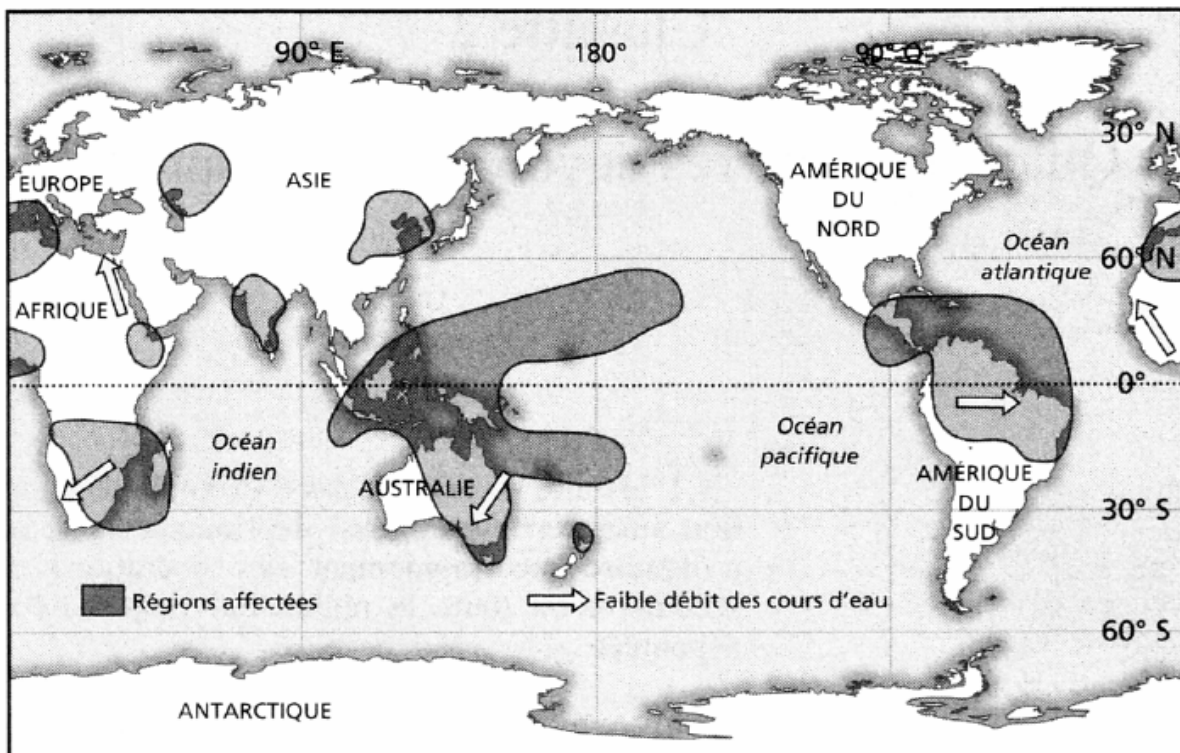 90° E
180°
90° O
30° N
EUROPE
ASIE
AMÉRIQUE
DU
NORD
Océan
atlantique
60° N
AFRIQUE
0°
Océan
indien
Océan
pacifique
AUSTRALIE
AMÉRIQUE
DU
SUD
30° S
Régions affectées
Faible débit des cours d'eau
60° S
ANTARCTIQUE